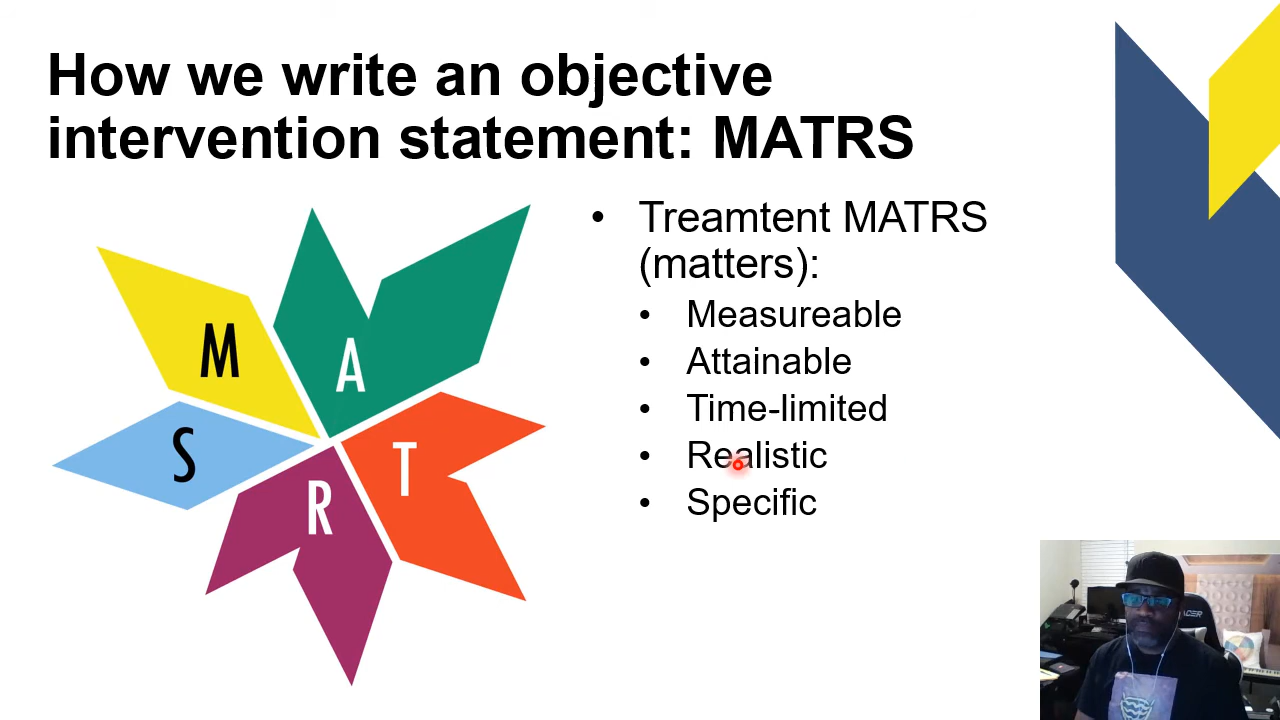 How we write an objective
intervention statement: MATRS
M
A
S
T
R
• Treamtent MATRS
(matters):
• Measureable
• Attainable
• Time-limited
• Realistic
• Specific